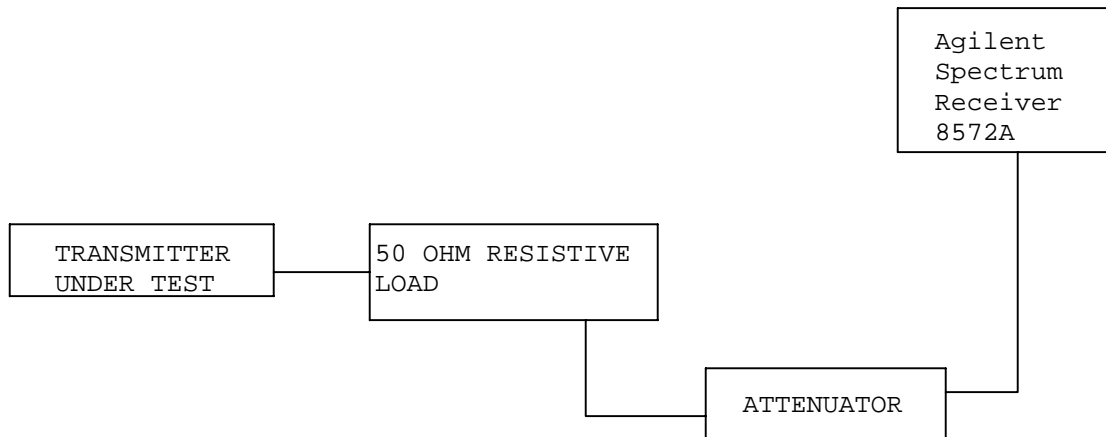 Agilent
Spectrum
Receiver
8572A
TRANSMITTER
UNDER TEST
50 OHM RESISTIVE
LOAD
ATTENUATOR